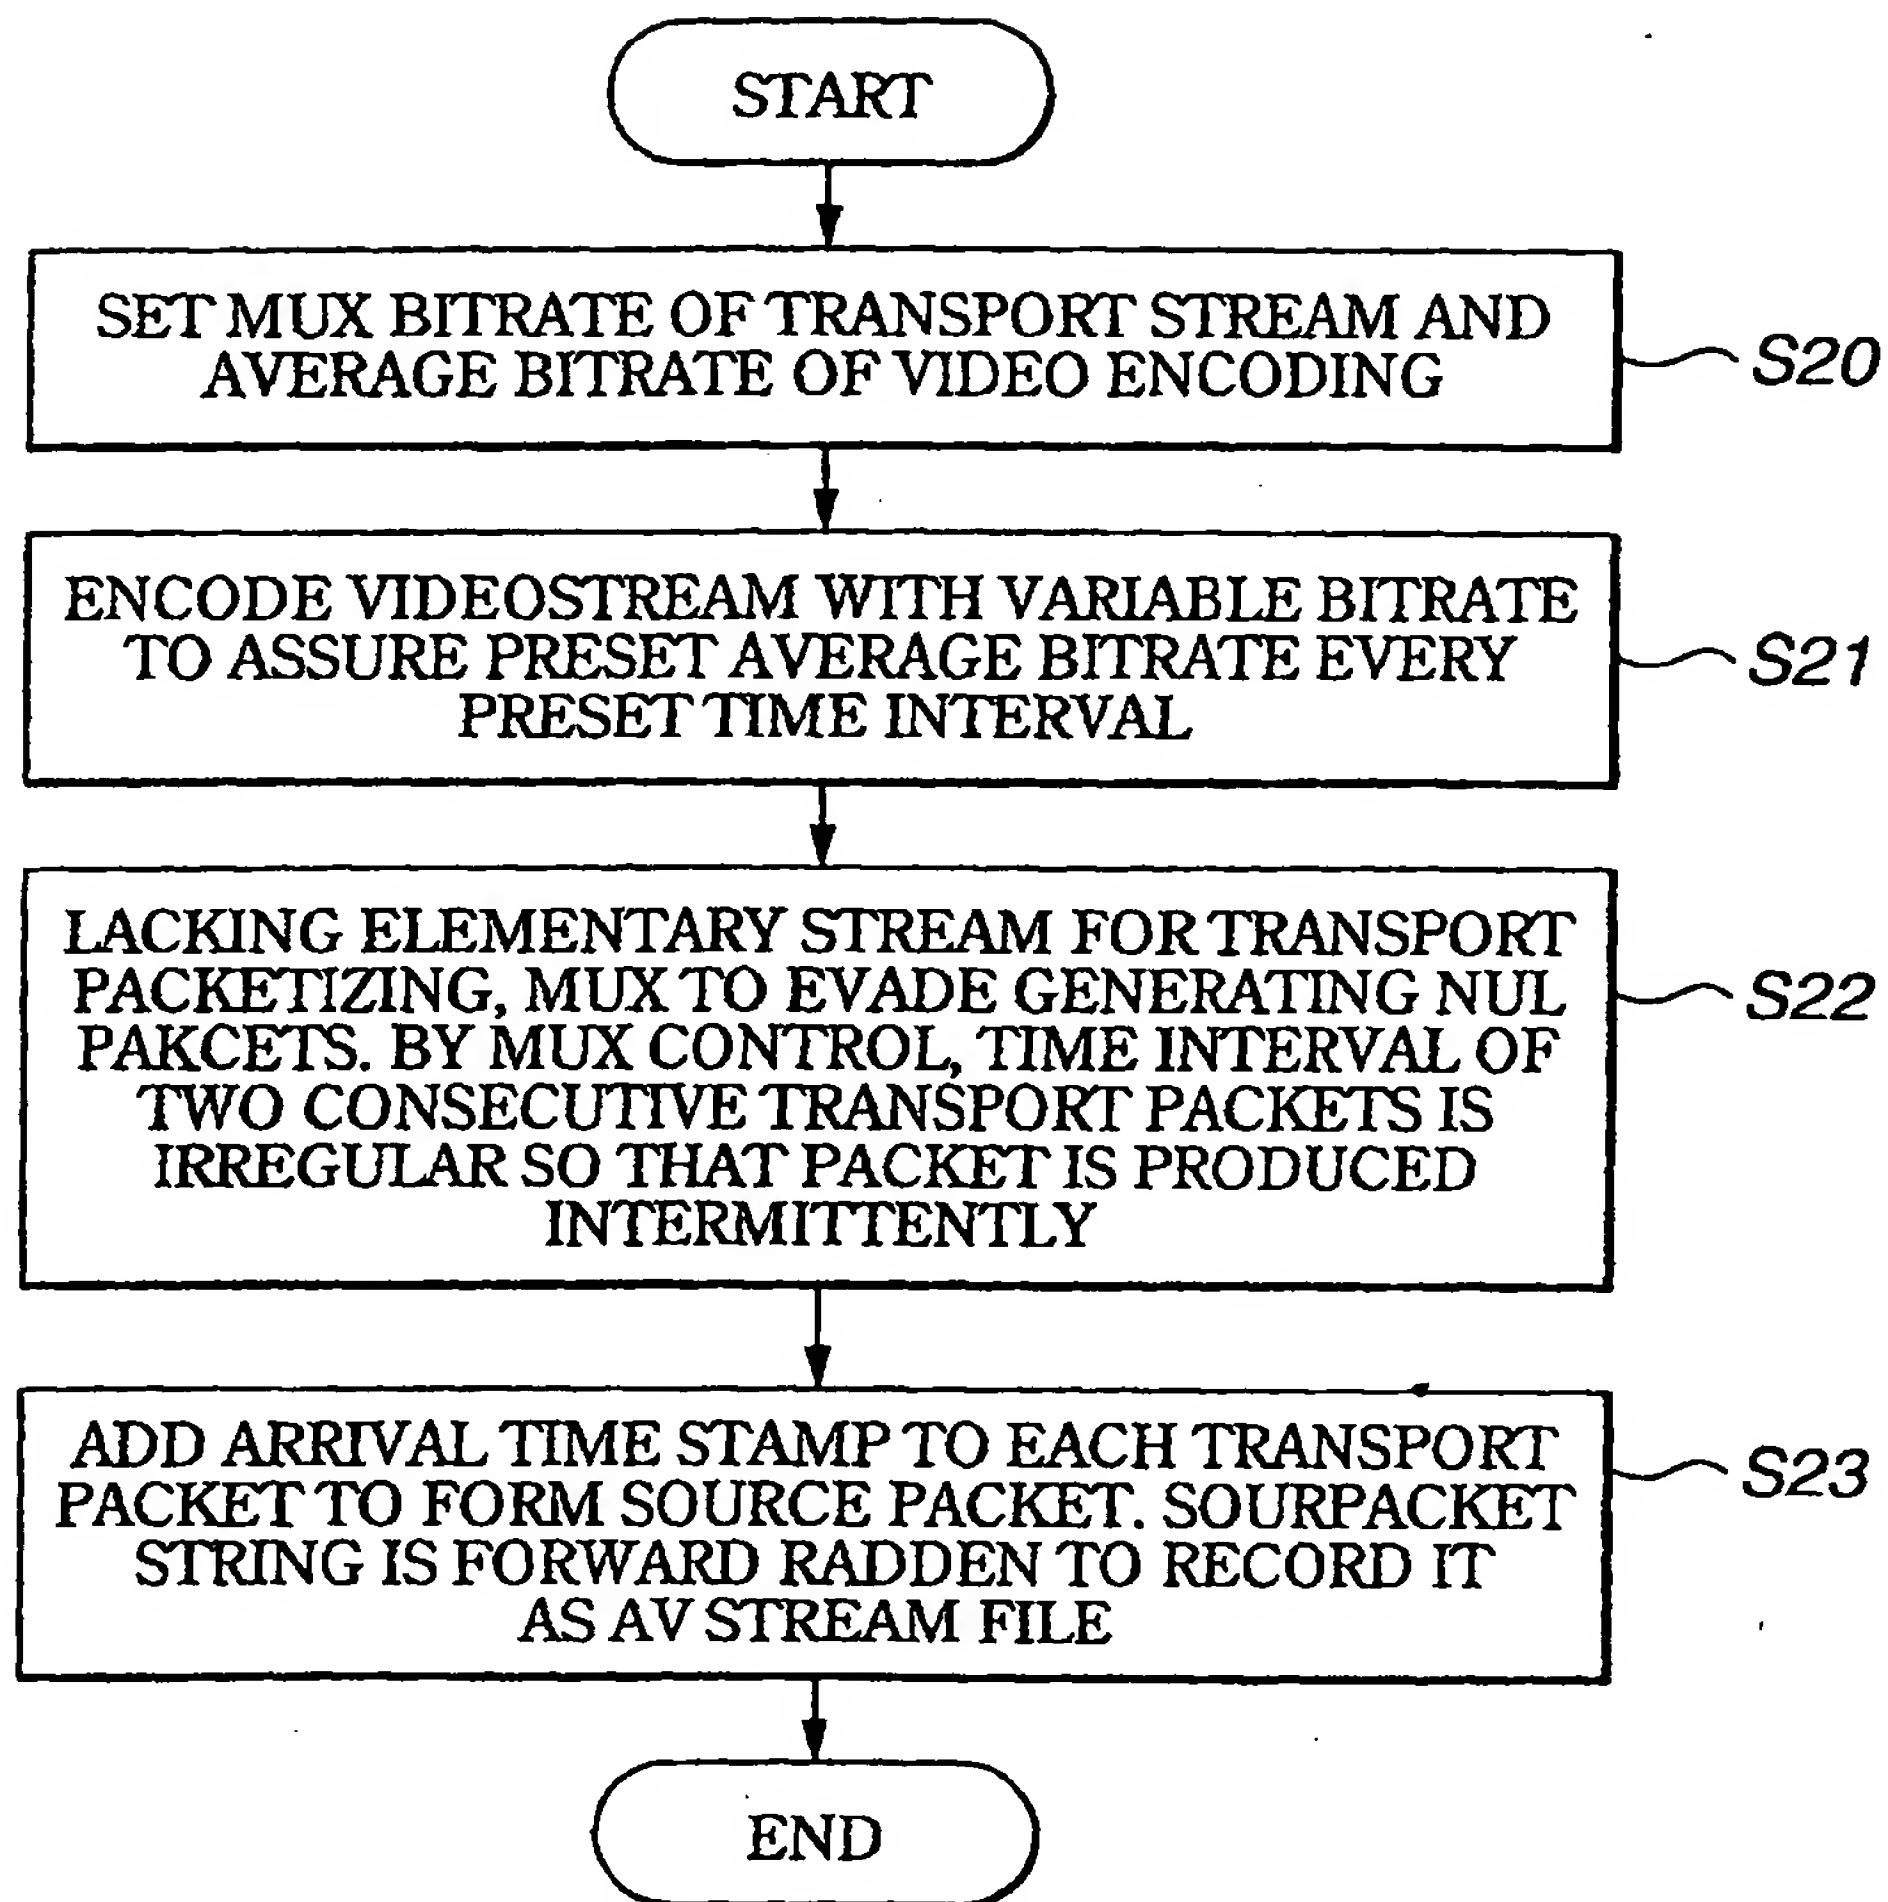 START
SET MUX BITRATE OF TRANSPORT STREAM AND
AVERAGE BITRATE OF VIDEO ENCODING
S20
ENCODE VIDEOSTREAM WITH VARIABLE BITRATE
TO ASSURE PRESET AVERAGE BITRATE EVERY
PRESET TIME INTERVAL
S21
LACKING ELEMENTARY STREAM FOR TRANSPORT
PACKETIZING, MUX TO EVADE GENERATING NUL
PAKCETS. BY MUX CONTROL, TIME INTERVAL OF
TWO CONSECUTIVE TRANSPORT PACKETS IS
IRREGULAR SO THAT PACKET IS PRODUCED
INTERMITTENTLY
S22
ADD ARRIVAL TIME STAMP TO EACH TRANSPORT
PACKET TO FORM SOURCE PACKET. SOURPACKET
STRING IS FORWARD RADDEN TO RECORD IT
AS AV STREAM FILE
S23
END